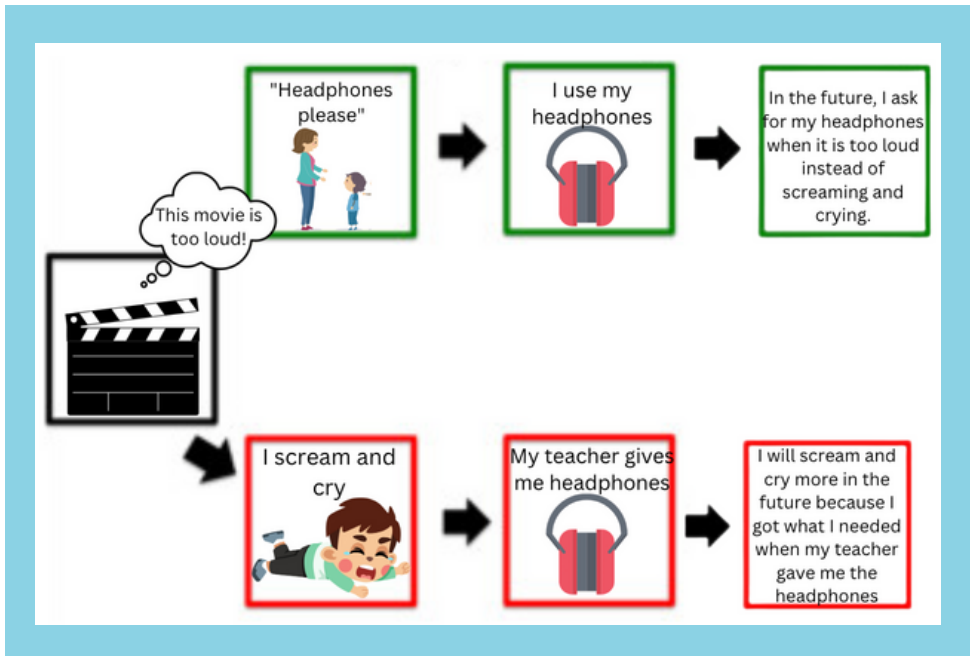 "Headphones
please"
I use my
headphones
In the future, I ask
for my headphones
when it is too loud
instead of
screaming and
crying.
This movie is
too loud!
I scream and
cry
My teacher gives
me headphones
I will scream and
cry more in the
future because I
got what I needed
when my teacher
gave me the
headphones